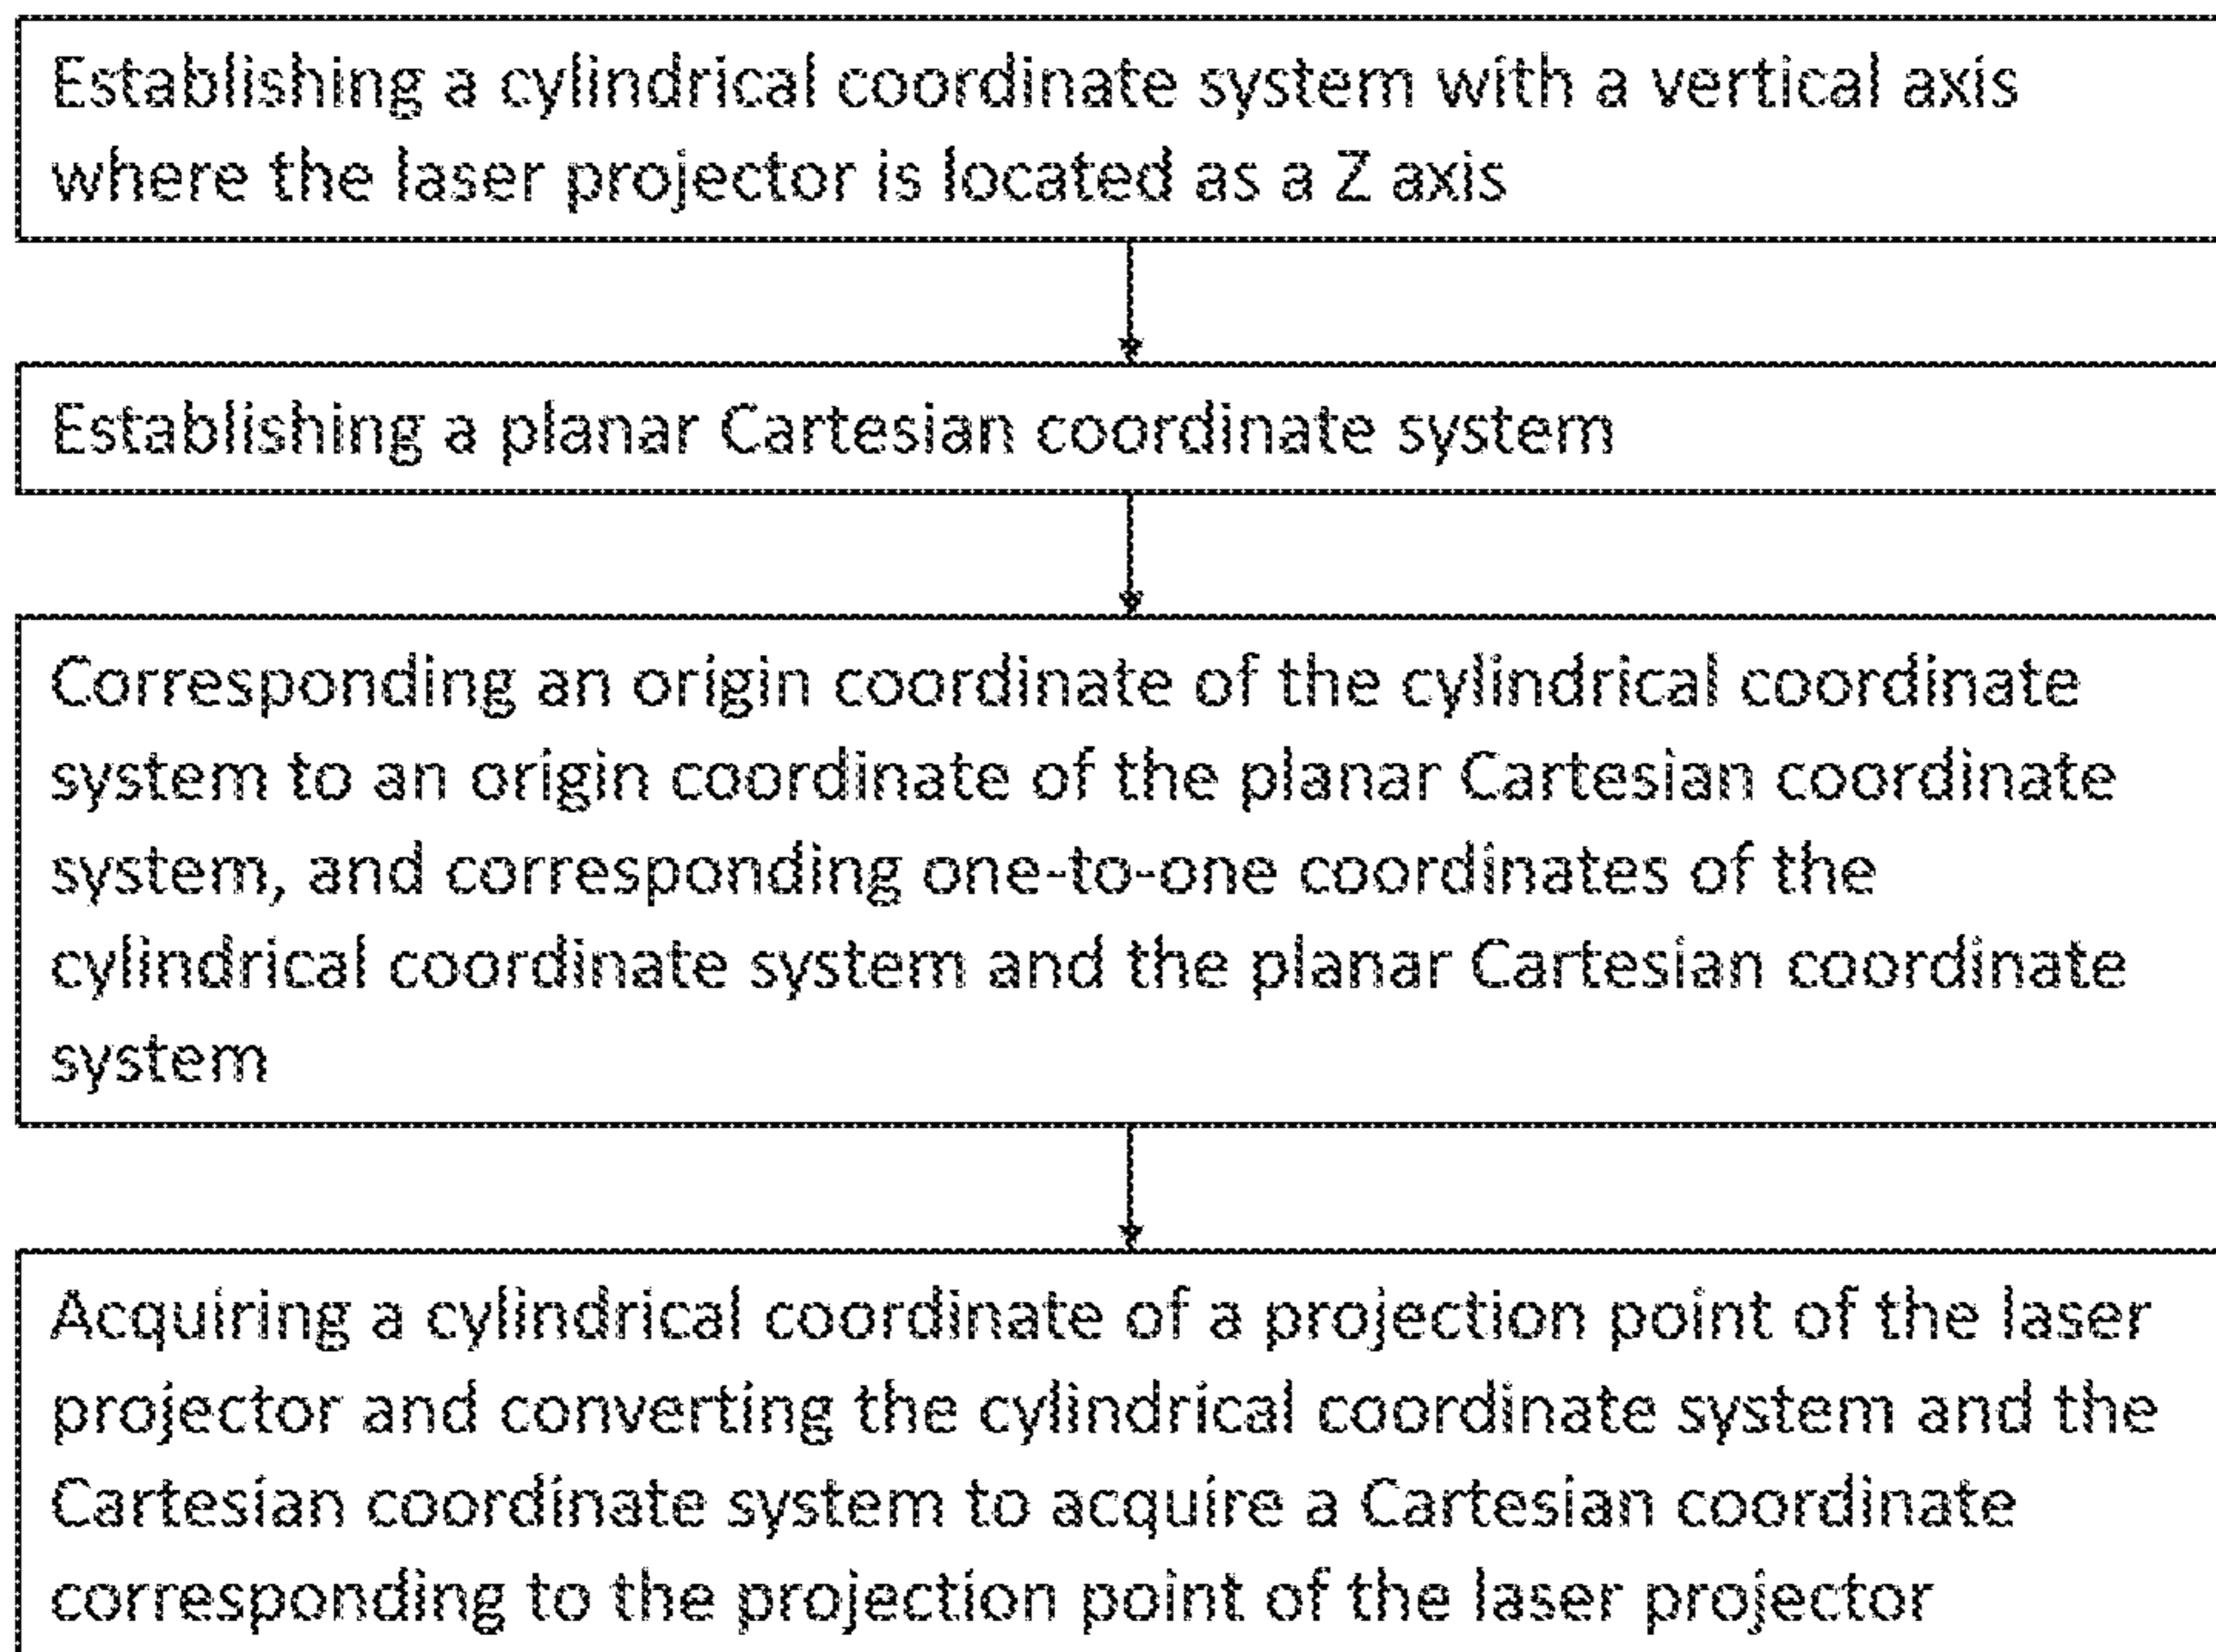 Establishing a cylindrical coordinate system with a vertical axis
where the laser projector is located as a Z axis
Establishing a planar Cartesian coordinate system
Corresponding an origin coordinate of the cylindrical coordinate
system to an origin coordinate of the planar Cartesian coordinate
system, and corresponding one-to-one coordinates of the
cylindrical coordinate system and the planar Cartesian coordinate
system
Acquiring a cylindrical coordinate of a projection point of the laser
projector and converting the cylindrical coordinate system and the
Cartesian coordinate system to acquire a Cartesian coordinate
corresponding to the projection point of the laser projector